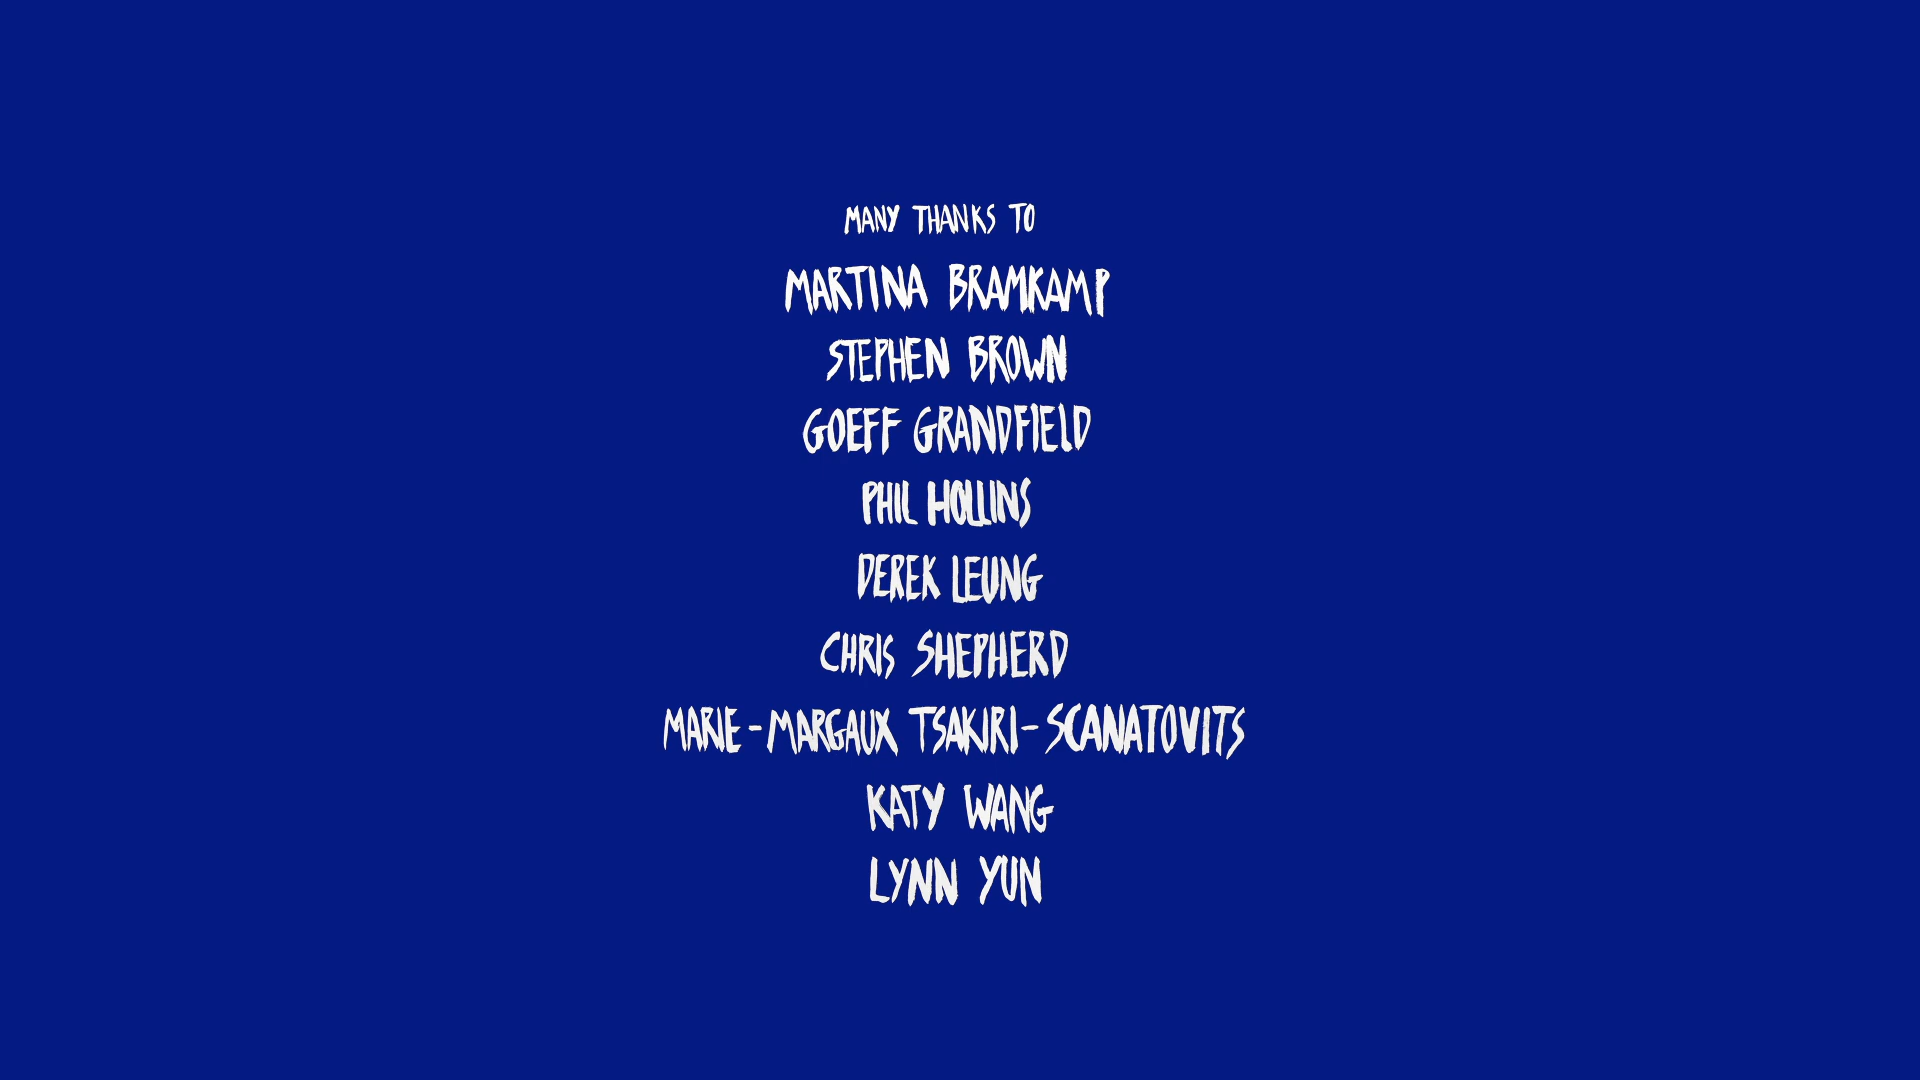 MANY THANKS TO
MARTINA BRAMKAMP
STEPHEN BROWN
GOEFF GRANDFIELD
PHIL HOLLINS
DEREK LEUNG
CHRIS SHEPHERD
MARIE-MARGAUX TSAKIRI-SCANATOVITS
KATY WANG
LYNN YUN